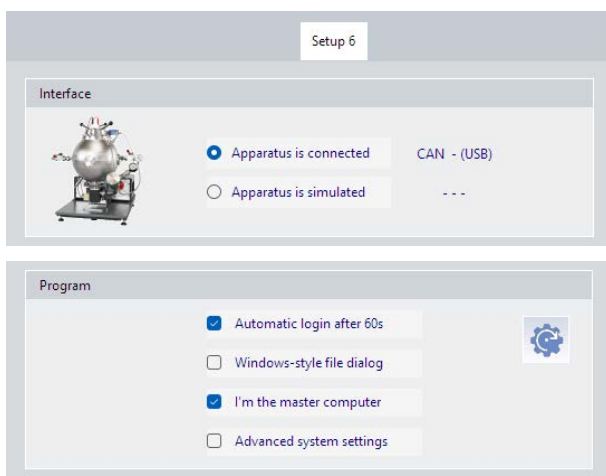 Setup 6
Interface
Apparatus is connected CAN - (USB)
Apparatus is simulated - - -
Program
Automatic login after 60s
Windows-style file dialog
I'm the master computer
Advanced system settings